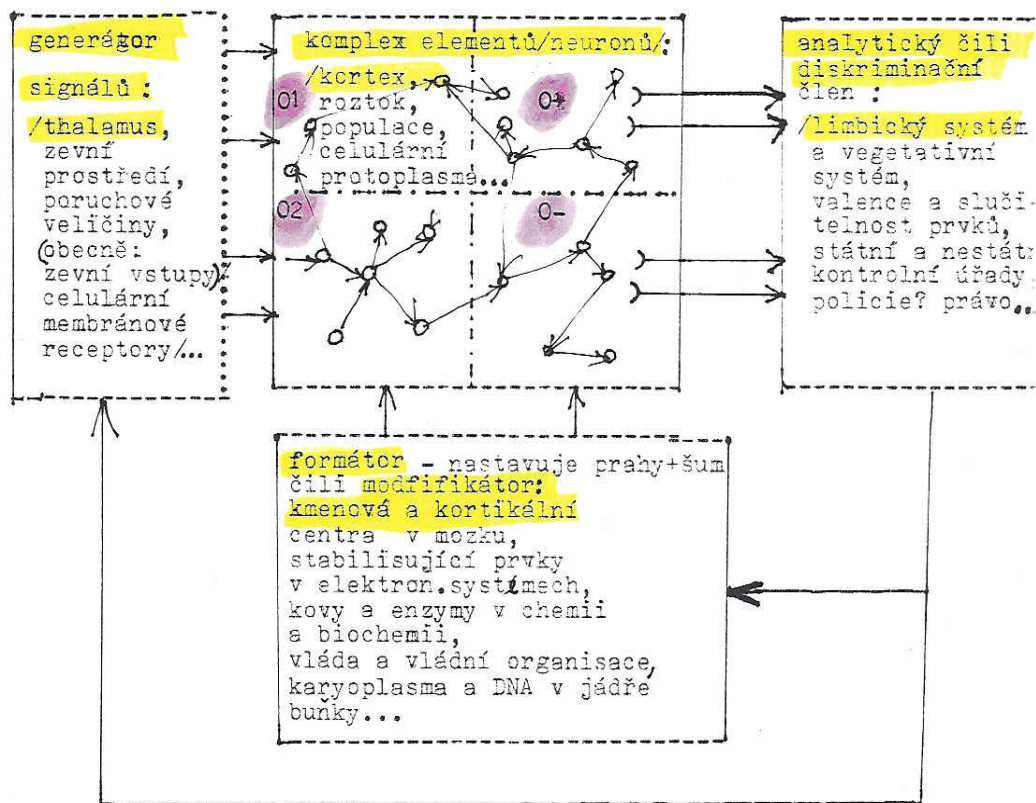 generátor
signálů :
/thalamus,
zevní
prostředí,
poruchové
veličiny,
(obecně:
zevní vstupy)/
celulární
membránové
receptory/...
komplex elementů/neuronů/:
/kortex,
roztok,
populace,
celulární
protoplasma...
O1
O+
O2
O-
analytický čili
diskriminační
člen :
/limbický systém
a vegetativní
systém,
valence a sluči-
telnost prvků,
státní a nestátn
kontrolní úřady
policie? právo...
formátor - nastavuje prahy+šum
čili modfifikátor:
kmenová a kortikální
centra v mozku,
stabilisující prvky
v elektron.systémech,
kovy a enzymy v chemii
a biochemii,
vláda a vládní organisace,
karyoplasma a DNA v jádře
buňky...